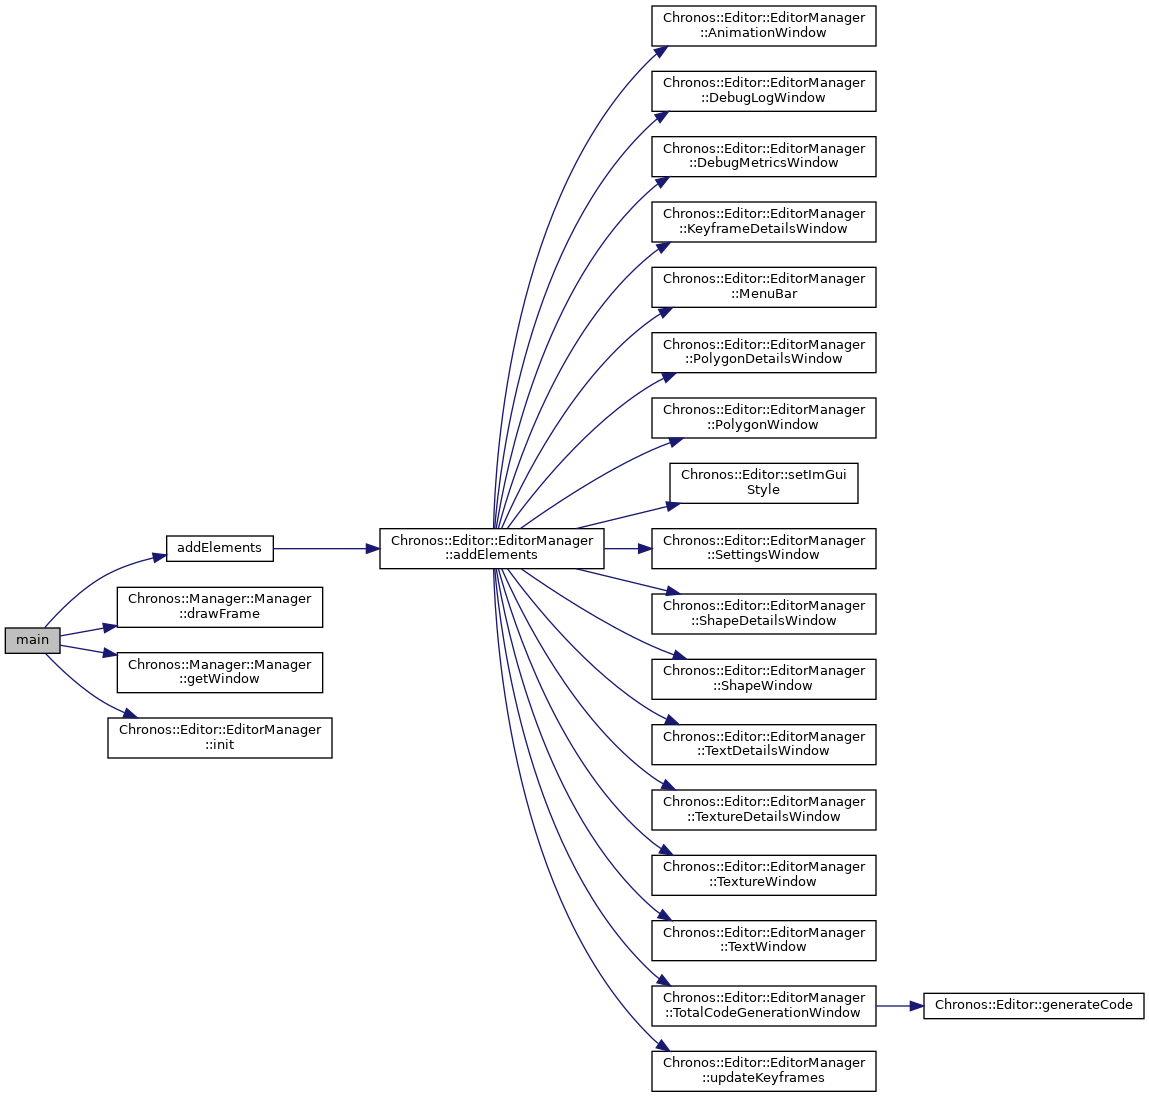 main
addElements
Chronos::Manager::Manager
::drawFrame
Chronos::Manager::Manager
::getWindow
Chronos::Editor::EditorManager
::init
Chronos::Editor::EditorManager
::addElements
Chronos::Editor::EditorManager
::AnimationWindow
Chronos::Editor::EditorManager
::DebugLogWindow
Chronos::Editor::EditorManager
::DebugMetricsWindow
Chronos::Editor::EditorManager
::KeyframeDetailsWindow
Chronos::Editor::EditorManager
::MenuBar
Chronos::Editor::EditorManager
::PolygonDetailsWindow
Chronos::Editor::EditorManager
::PolygonWindow
Chronos::Editor::setImGui
Style
Chronos::Editor::EditorManager
::SettingsWindow
Chronos::Editor::EditorManager
::ShapeDetailsWindow
Chronos::Editor::EditorManager
::ShapeWindow
Chronos::Editor::EditorManager
::TextDetailsWindow
Chronos::Editor::EditorManager
::TextureDetailsWindow
Chronos::Editor::EditorManager
::TextureWindow
Chronos::Editor::EditorManager
::TextWindow
Chronos::Editor::EditorManager
::TotalCodeGenerationWindow
Chronos::Editor::generateCode
Chronos::Editor::EditorManager
::updateKeyframes